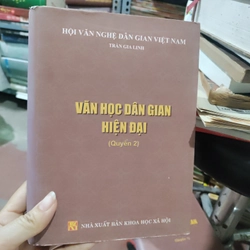 HỘI VĂN NGHỆ DÂN GIAN VIỆT NAM
TRẦN GIA LINH
VĂN HỌC DÂN GIAN
HIỆN ĐẠI
(Quyển 2)
NHÀ XUẤT BẢN KHOA HỌC XÃ HỘI